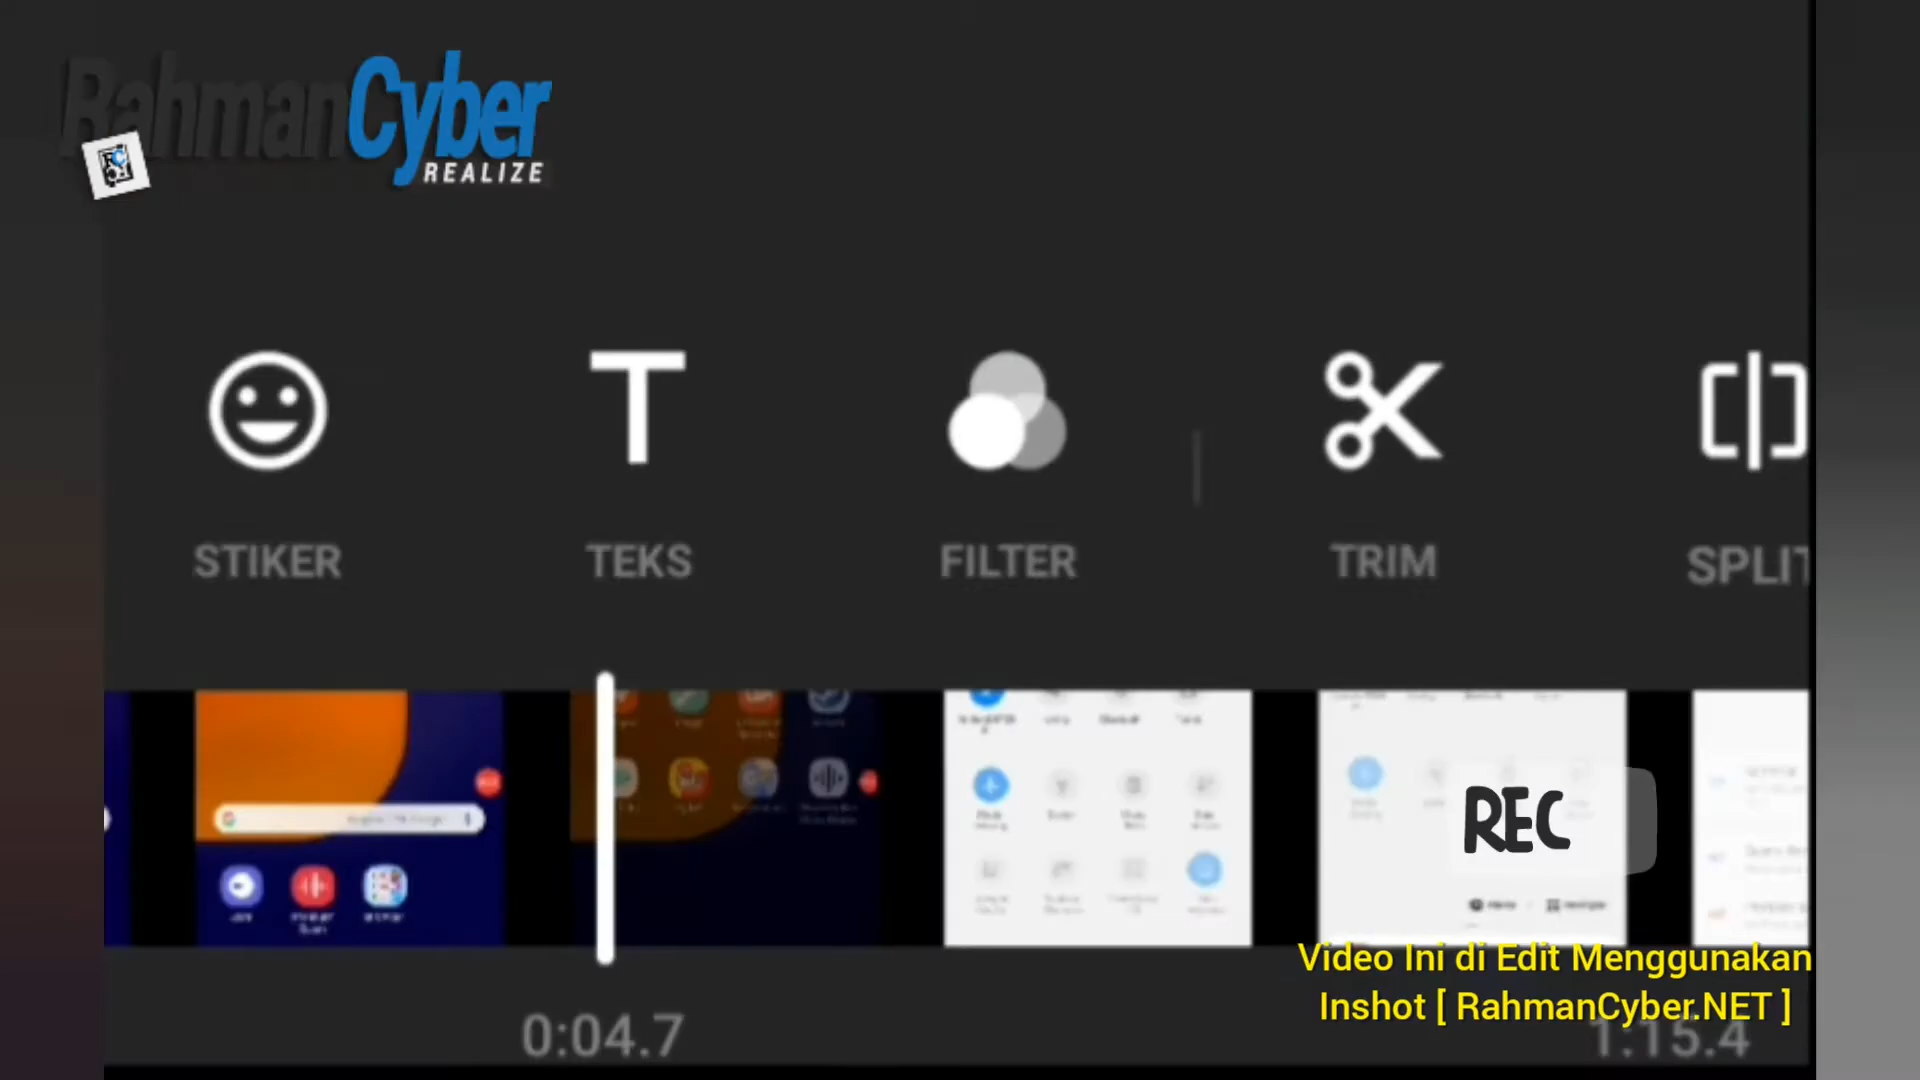 RahmanCyber
REALIZE
STIKER
TEKS
FILTER
TRIM
SPLIT
REC
Video Ini di Edit Menggunakan
Inshot [ RahmanCyber.NET ]
0:04.7
1:15.4